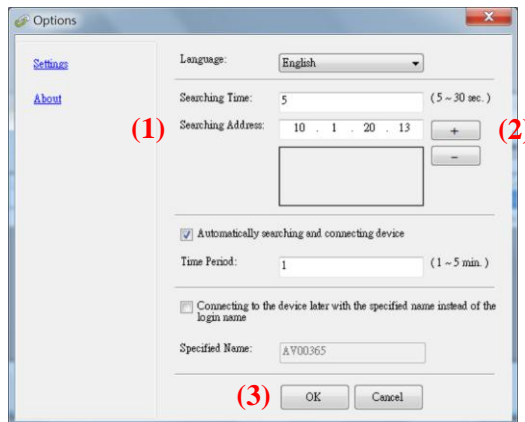 Options
Settings
About
Language: English
Searching Time: 5 (5 ~ 30 sec.)
(1) Searching Address: 10 . 1 . 20 . 13 + (2)
−
Automatically searching and connecting device
Time Period: 1 (1 ~ 5 min.)
Connecting to the device later with the specified name instead of the
login name
Specified Name: AV00365
(3) OK Cancel